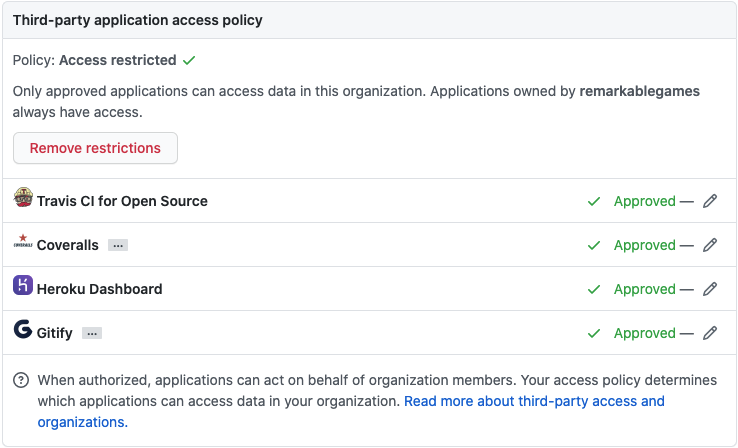 Third-party application access policy
Policy: Access restricted
Only approved applications can access data in this organization. Applications owned by remarkablegames
always have access.
Remove restrictions
Travis CI for Open Source
Approved —
COVERALLS
Coveralls ...
Approved —
Heroku Dashboard
Approved —
Gitify ...
Approved —
When authorized, applications can act on behalf of organization members. Your access policy determines
which applications can access data in your organization. Read more about third-party access and
organizations.